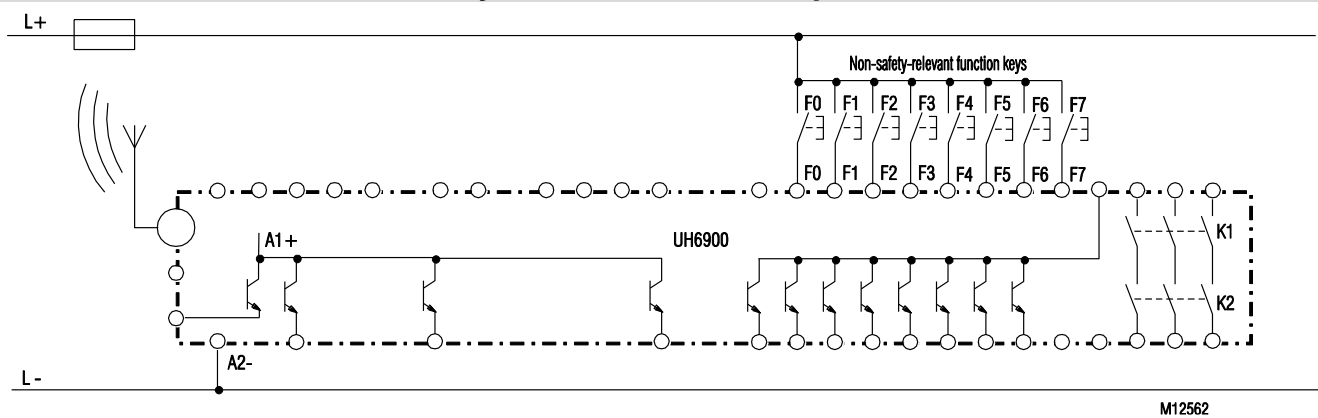 L+
Non-safety-relevant function keys
F0 F1 F2 F3 F4 F5 F6 F7
F0 F1 F2 F3 F4 F5 F6 F7
A1+
UH6900
K1
K2
A2-
L-
M12562